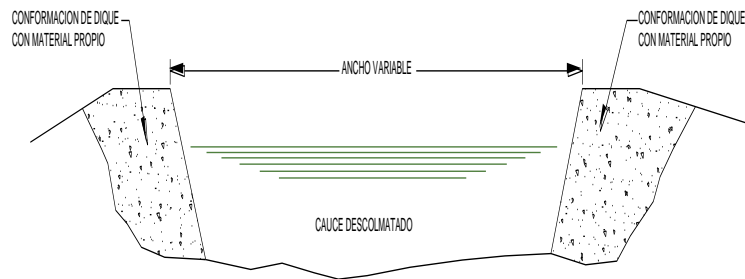 CONFORMACION DE DIQUE
CON MATERIAL PROPIO
CONFORMACION DE DIQUE
CON MATERIAL PROPIO
ANCHO VARIABLE
CAUCE DESCOLMATADO